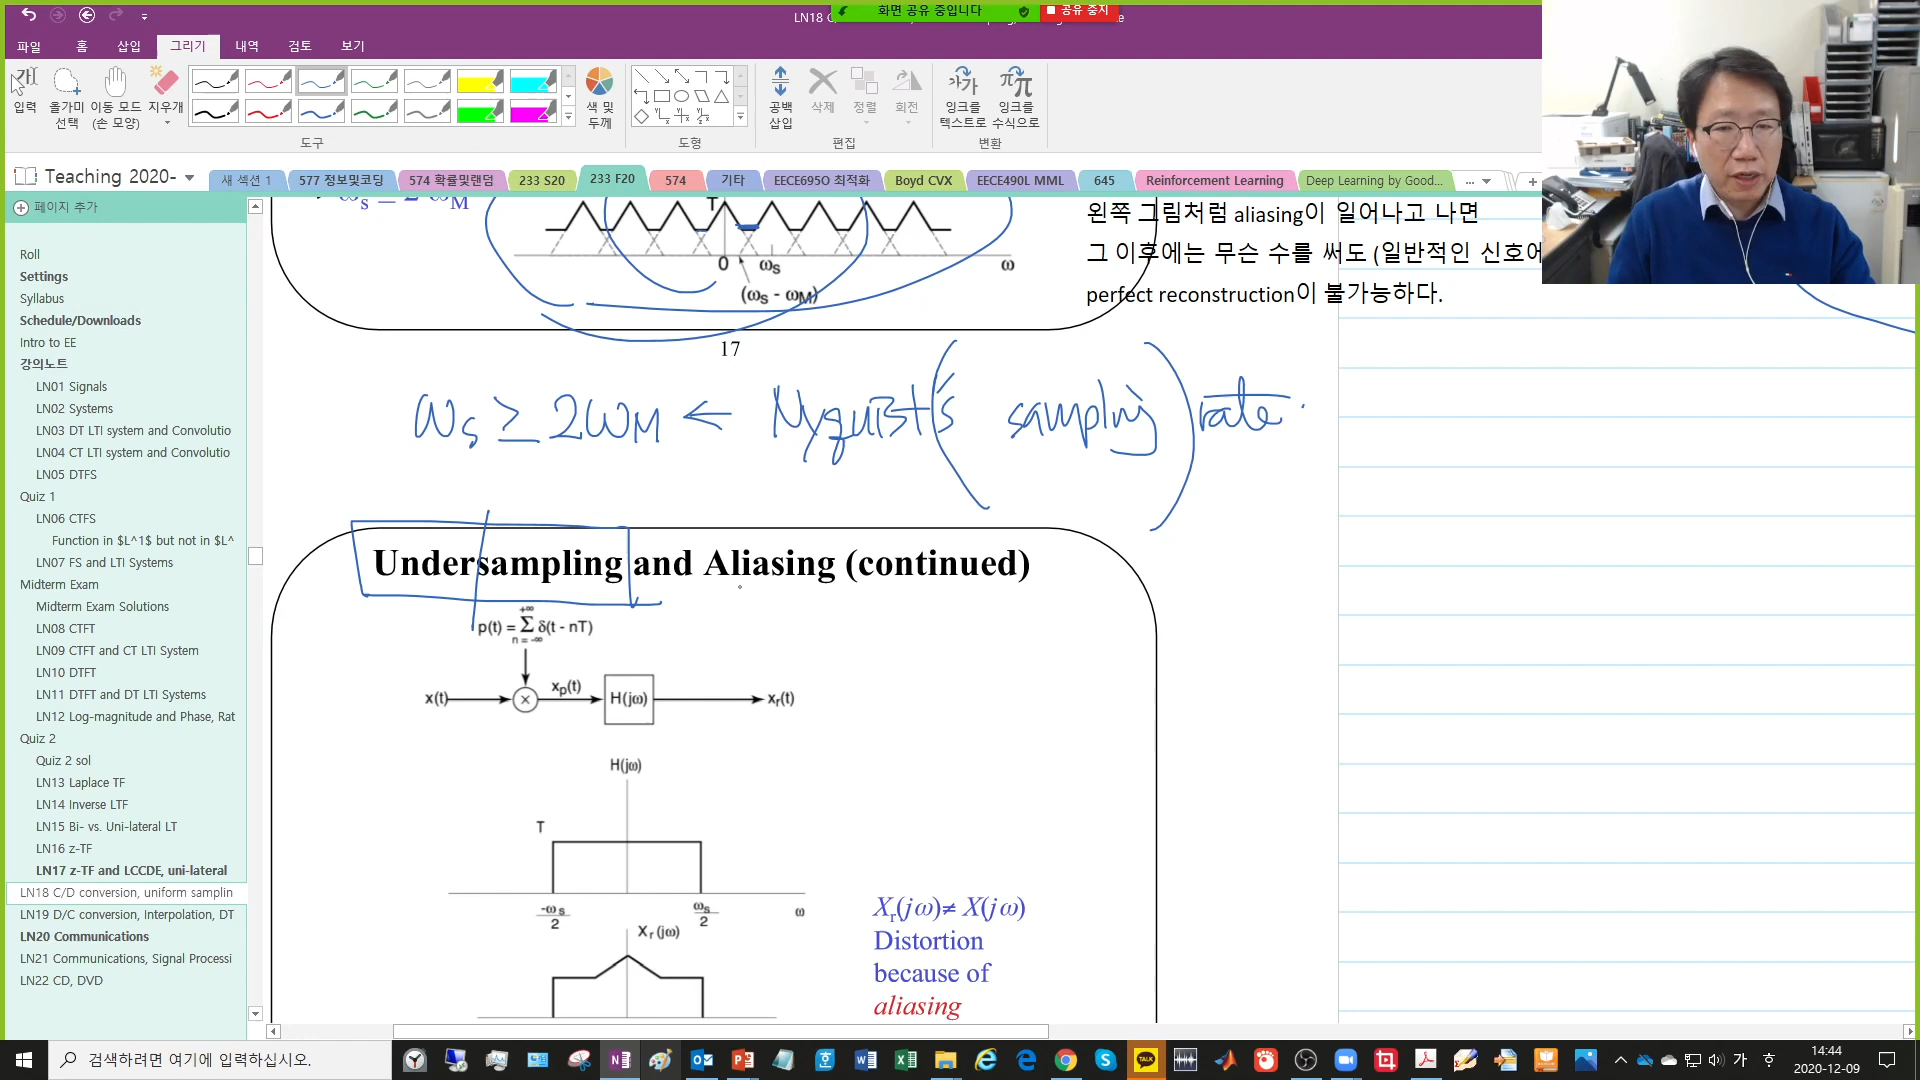 화면 공유 중입니다
공유 중지
LN18 C
파일 홈 삽입 그리기 내역 검토 보기
입력
올가미 선택
이동 모드 (손 모양)
지우개
색 및 두께
공백 삽입
삭제
정렬
회전
잉크를 텍스트로
잉크를 수식으로
도구
도형
편집
변환
Teaching 2020-
새 섹션 1
577 정보및코딩
574 확률및랜덤
233 S20
233 F20
574
기타
EECE695O 최적화
Boyd CVX
EECE490L MML
645
Reinforcement Learning
Deep Learning by Good...
...
페이지 추가
Roll
Settings
Syllabus
Schedule/Downloads
Intro to EE
강의노트
LN01 Signals
LN02 Systems
LN03 DT LTI system and Convolutio
LN04 CT LTI system and Convolutio
LN05 DTFS
Quiz 1
LN06 CTFS
Function in $L^1$ but not in $L^
LN07 FS and LTI Systems
Midterm Exam
Midterm Exam Solutions
LN08 CTFT
LN09 CTFT and CT LTI System
LN10 DTFT
LN11 DTFT and DT LTI Systems
LN12 Log-magnitude and Phase, Rat
Quiz 2
Quiz 2 sol
LN13 Laplace TF
LN14 Inverse LTF
LN15 Bi- vs. Uni-lateral LT
LN16 z-TF
LN17 z-TF and LCCDE, uni-lateral
LN18 C/D conversion, uniform samplin
LN19 D/C conversion, Interpolation, DT
LN20 Communications
LN21 Communications, Signal Processi
LN22 CD, DVD
T
0 ωs ω
(ωs - ωM)
17
왼쪽 그림처럼 aliasing이 일어나고 나면
그 이후에는 무슨 수를 써도 (일반적인 신호에
perfect reconstruction이 불가능하다.
ωs ≥ 2ωM ← Nyquist's sampling rate.
Undersampling and Aliasing (continued)
p(t) = Σ δ(t - nT)
+∞
n = -∞
x(t) × xp(t) H(jω) xr(t)
H(jω)
T
-ωs/2 ωs/2 ω
Xr(jω)
Xr(jω)≠ X(jω)
Distortion
because of
aliasing
검색하려면 여기에 입력하십시오.
TALK
가
14:44
2020-12-09